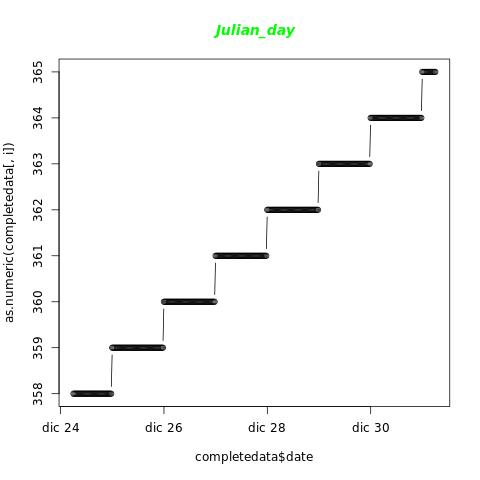 Julian_day
as.numeric(completedata[, i])
365
364
363
362
361
360
359
358
dic 24
dic 26
dic 28
dic 30
completedata$date